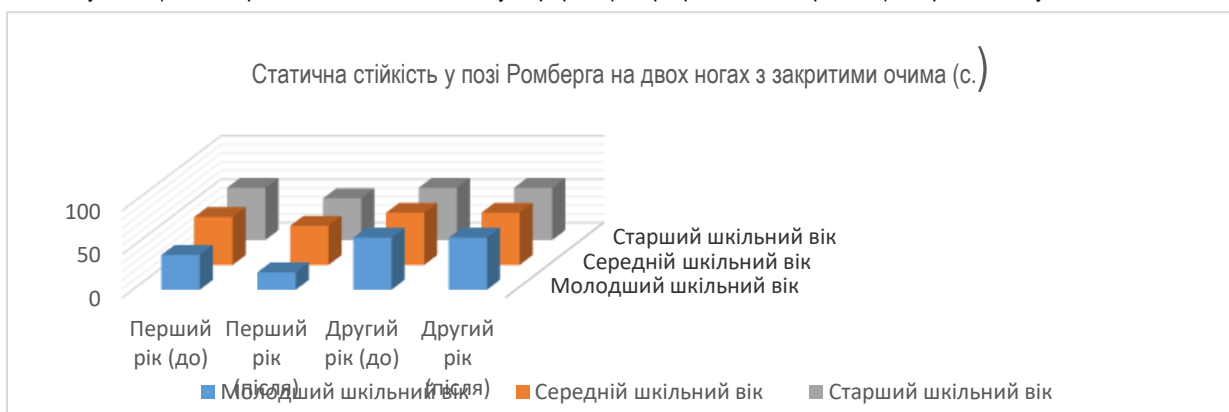 Статична стійкість у позі Ромберга на двох ногах з закритими очима (с.)
100
50
0
Старший шкільний вік
Середній шкільний вік
Молодший шкільний вік
Перший рік (до)
Перший рік (після)
Другий рік (до)
Другий рік (після)
Молодший шкільний вік
Середній шкільний вік
Старший шкільний вік